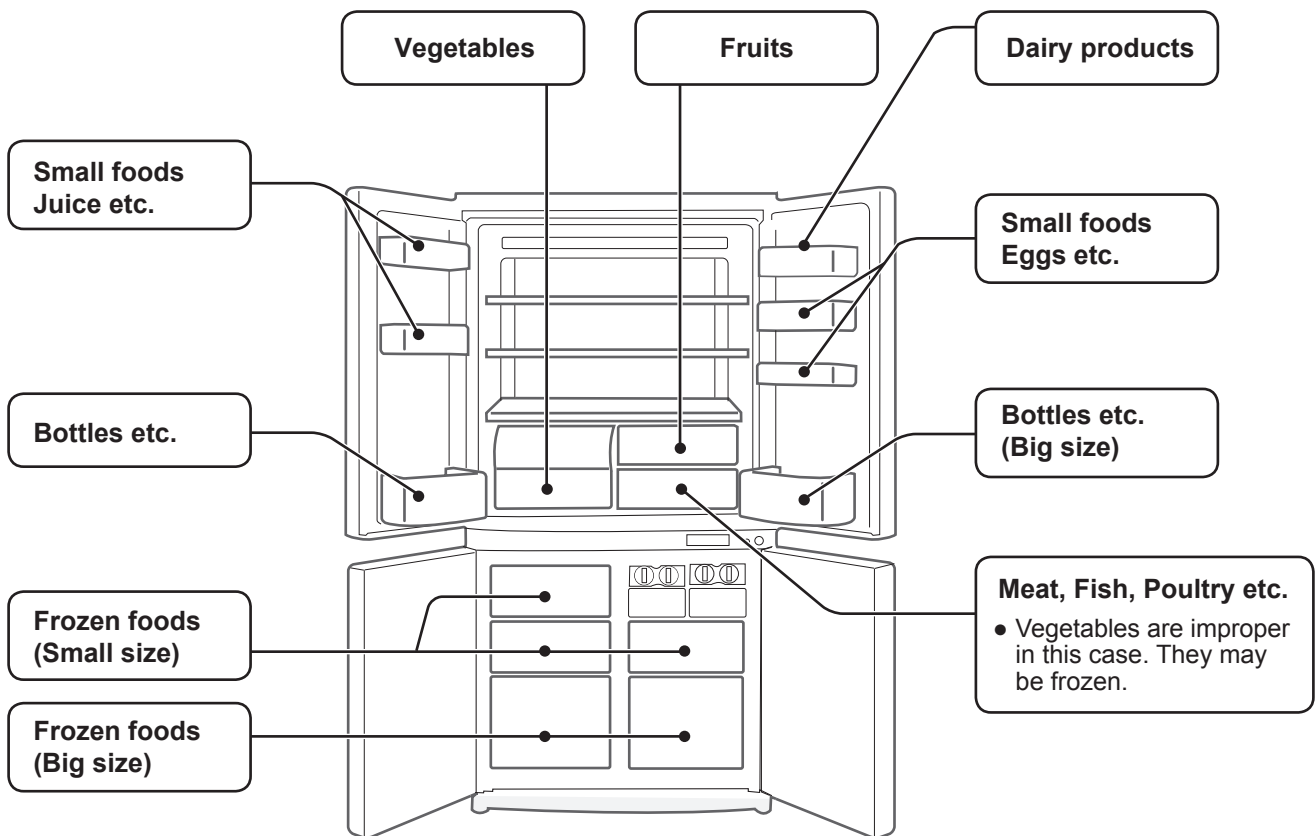 Vegetables
Fruits
Dairy products
Small foods
Juice etc.
Small foods
Eggs etc.
Bottles etc.
Bottles etc.
(Big size)
Meat, Fish, Poultry etc.
● Vegetables are improper
in this case. They may
be frozen.
Frozen foods
(Small size)
Frozen foods
(Big size)